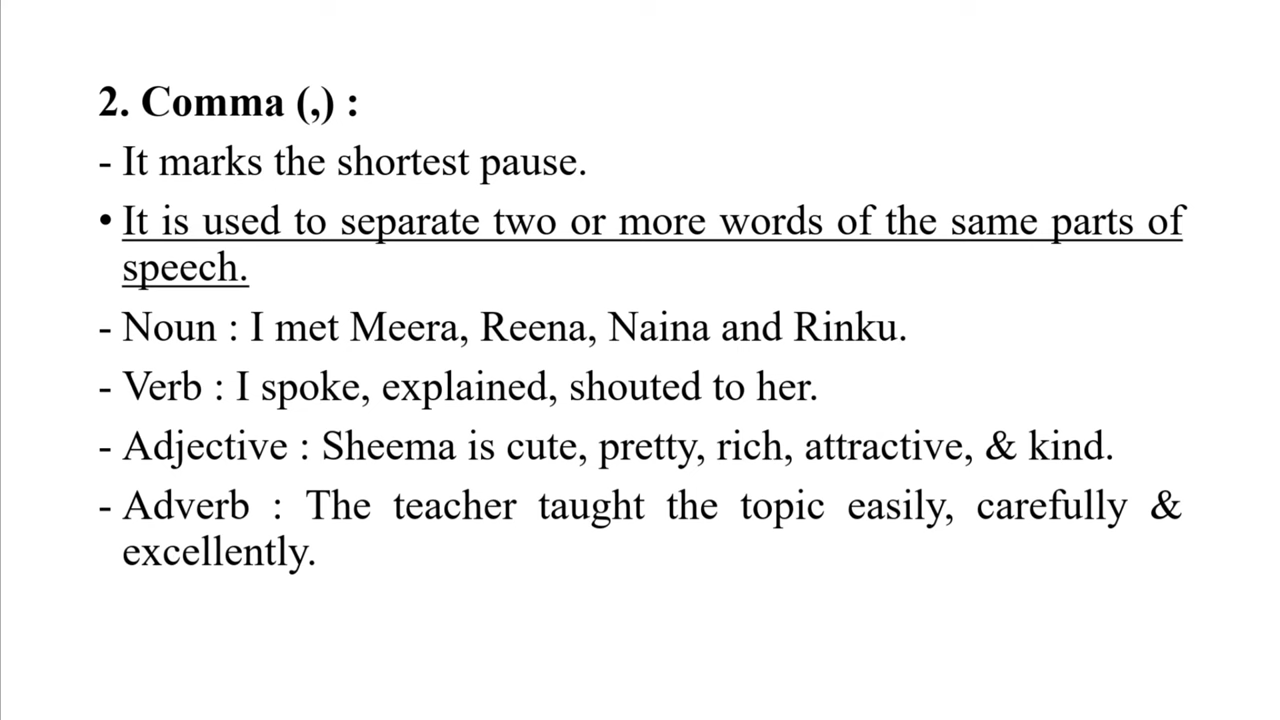 2. Comma (,) :
- It marks the shortest pause.
• It is used to separate two or more words of the same parts of
speech.
- Noun : I met Meera, Reena, Naina and Rinku.
- Verb : I spoke, explained, shouted to her.
- Adjective : Sheema is cute, pretty, rich, attractive, & kind.
- Adverb : The teacher taught the topic easily, carefully &
excellently.